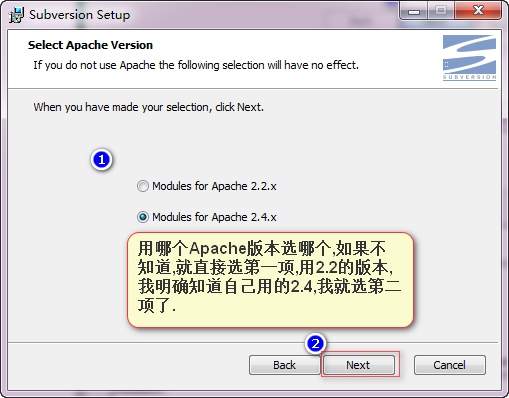 Subversion Setup
Select Apache Version
If you do not use Apache the following selection will have no effect.
SUBVERSION
When you have made your selection, click Next.
1
Modules for Apache 2.2.x
Modules for Apache 2.4.x
用哪个Apache版本选哪个,如果不
知道,就直接选第一项,用2.2的版本,
我明确知道自己用的2.4,我就选第二
项了.
2
Back
Next
Cancel